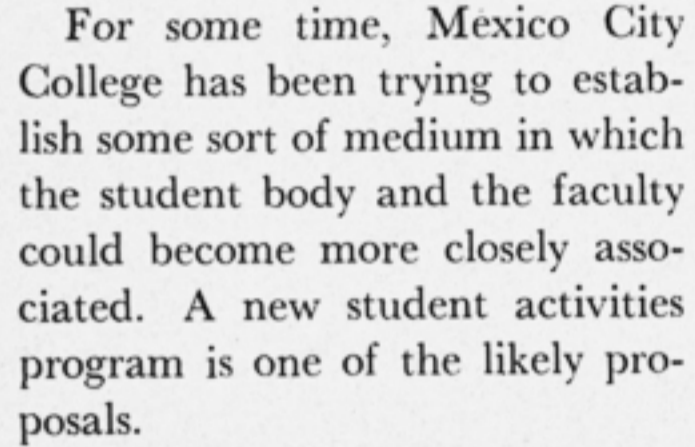 For some time, Mexico City
College has been trying to estab-
lish some sort of medium in which
the student body and the faculty
could become more closely asso-
ciated. A new student activities
program is one of the likely pro-
posals.